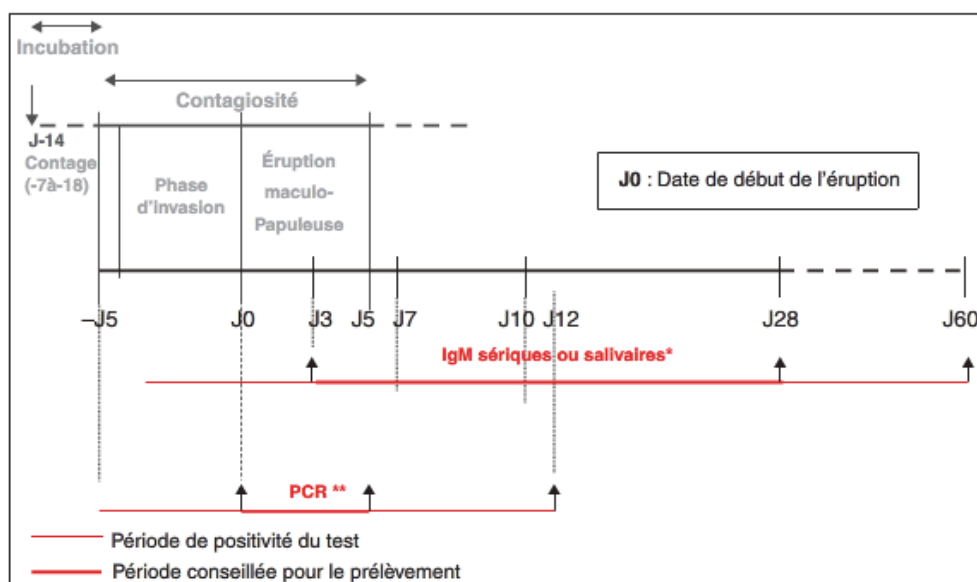 Incubation
Contagiosité
J-14
Contage
(-7à-18)
Phase
d'invasion
Éruption
maculo-
Papuleuse
J0 : Date de début de l'éruption
–J5 J0 J3 J5 J7 J10 J12 J28 J60
IgM sériques ou salivaires*
PCR **
Période de positivité du test
Période conseillée pour le prélèvement